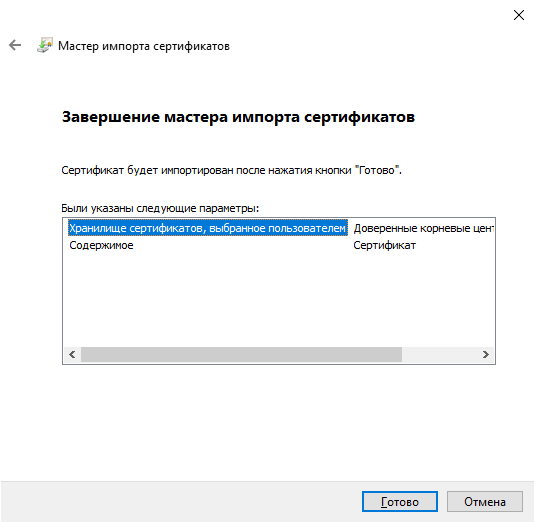 Мастер импорта сертификатов
Завершение мастера импорта сертификатов
Сертификат будет импортирован после нажатия кнопки "Готово".
Были указаны следующие параметры:
Хранилище сертификатов, выбранное пользователем Доверенные корневые цен
Содержимое Сертификат
Готово Отмена